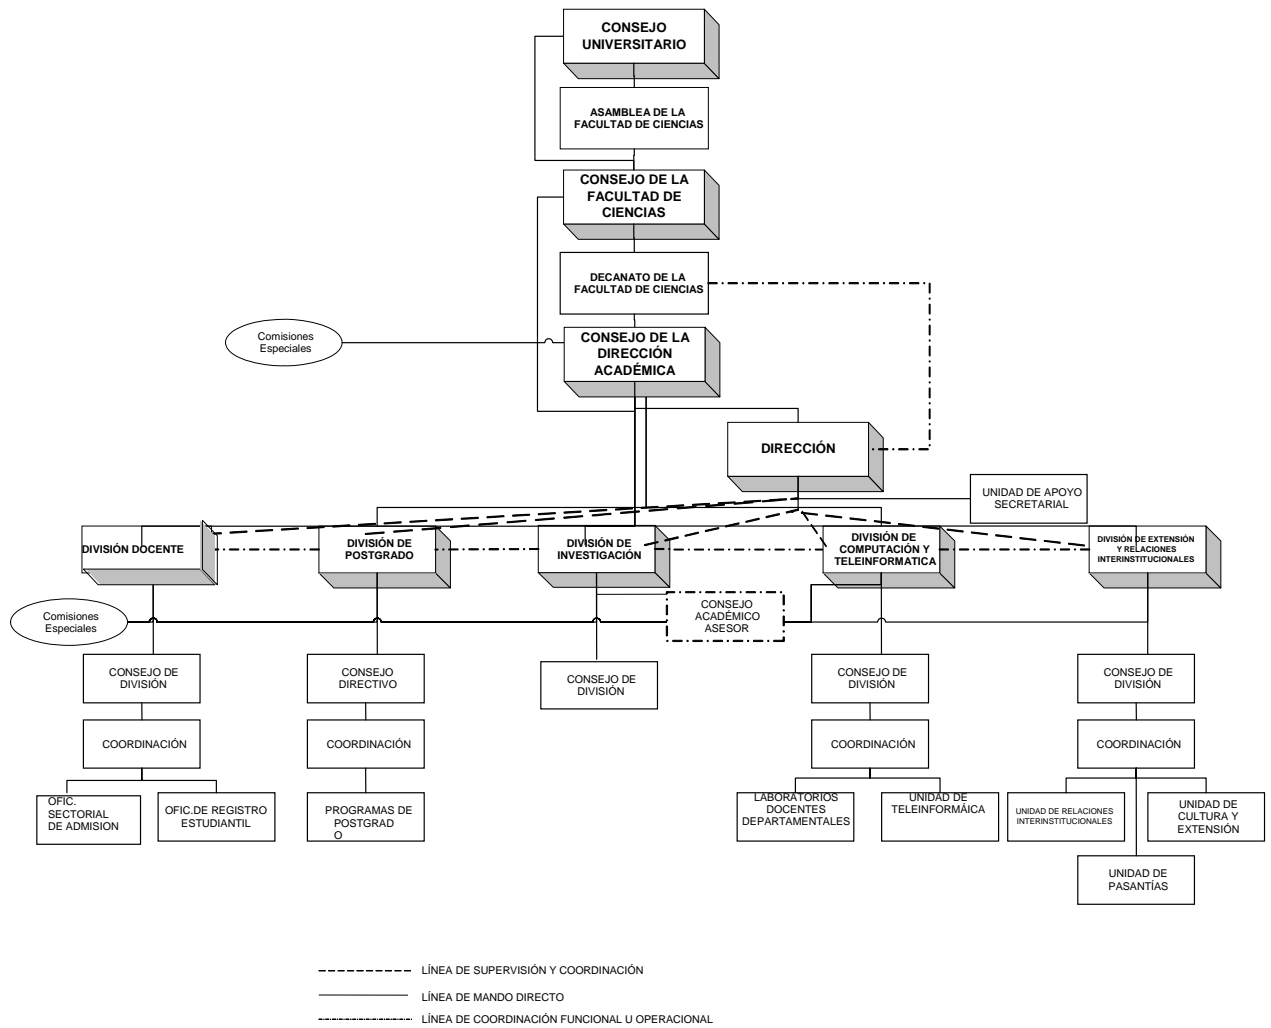 CONSEJO
UNIVERSITARIO
ASAMBLEA DE LA
FACULTAD DE CIENCIAS
CONSEJO DE LA
FACULTAD DE
CIENCIAS
DECANATO DE LA
FACULTAD DE CIENCIAS
Comisiones
Especiales
CONSEJO DE LA
DIRECCIÓN
ACADÉMICA
DIRECCIÓN
UNIDAD DE APOYO
SECRETARIAL
DIVISIÓN DOCENTE
DIVISIÓN DE
POSTGRADO
DIVISIÓN DE
INVESTIGACIÓN
DIVISIÓN DE
COMPUTACIÓN Y
TELEINFORMATICA
DIVISIÓN DE EXTENSIÓN
Y RELACIONES
INTERINSTITUCIONALES
Comisiones
Especiales
CONSEJO
ACADÉMICO
ASESOR
CONSEJO DE
DIVISIÓN
CONSEJO
DIRECTIVO
CONSEJO DE
DIVISIÓN
CONSEJO DE
DIVISIÓN
CONSEJO DE
DIVISIÓN
COORDINACIÓN
COORDINACIÓN
COORDINACIÓN
COORDINACIÓN
OFIC.
SECTORIAL
DE ADMISION
OFIC.DE REGISTRO
ESTUDIANTIL
PROGRAMAS DE
POSTGRAD
O
LABORATORIOS
DOCENTES
DEPARTAMENTALES
UNIDAD DE
TELEINFORMÁICA
UNIDAD DE RELACIONES
INTERINSTITUCIONALES
UNIDAD DE
CULTURA Y
EXTENSIÓN
UNIDAD DE
PASANTÍAS
LÍNEA DE SUPERVISIÓN Y COORDINACIÓN
LÍNEA DE MANDO DIRECTO
LÍNEA DE COORDINACIÓN FUNCIONAL U OPERACIONAL